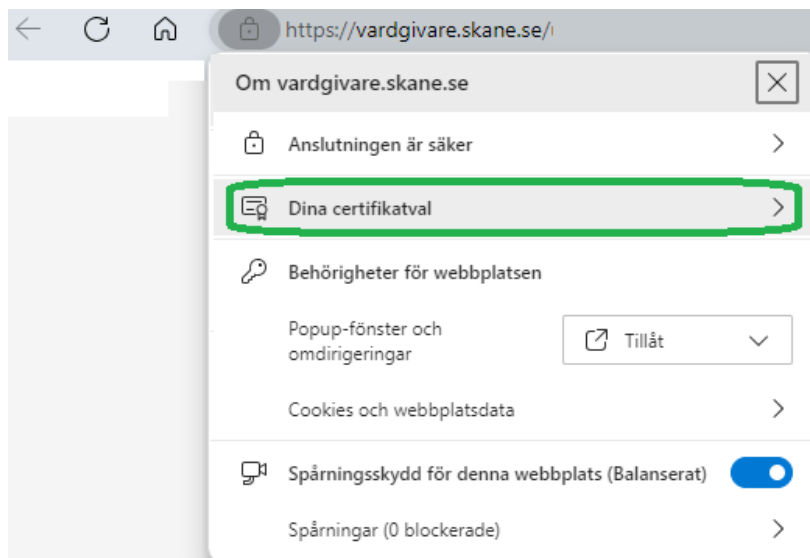 https://vardgivare.skane.se/
Om vardgivare.skane.se
Anslutningen är säker
Dina certifikatval
Behörigheter för webbplatsen
Popup-fönster och
omdirigeringar
Tillåt
Cookies och webbplatsdata
Spårningsskydd för denna webbplats (Balanserat)
Spårningar (0 blockerade)